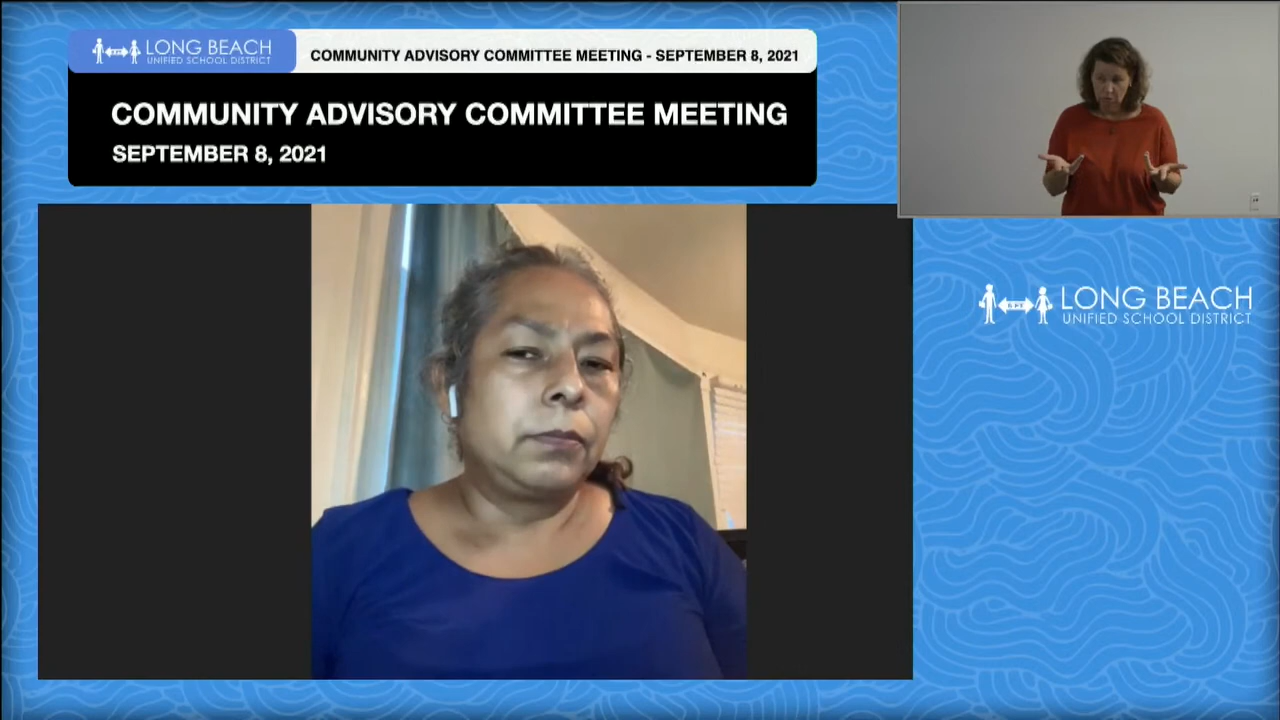 LONG BEACH
UNIFIED SCHOOL DISTRICT
COMMUNITY ADVISORY COMMITTEE MEETING - SEPTEMBER 8, 2021
COMMUNITY ADVISORY COMMITTEE MEETING
SEPTEMBER 8, 2021
LONG BEACH
UNIFIED SCHOOL DISTRICT